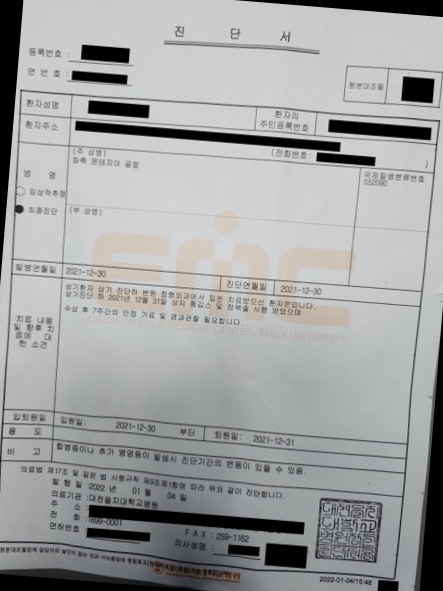 진 단 서
등록번호 :
연 번 호 :
원본대조필
환자성명
환자의
주민등록번호
환자주소
(전화번호:
병 명
(주 상병)
좌측 몬테지아 골절
국제질병분류번호
S52090
○ 임상적추정
● 최종진단
(부 상병)
EMC
EULJI MEDICAL CENTER, EULJI UNIVERSITY
발병연월일 2021-12-30 진단연월일 2021-12-30
치료 내용
및 향후 치
료에 대
한 소견
상기환자 상기 진단하 본원 정형외과에서 입원 치료받으신 환자분입니다.
상기진단 하 2021년 12월 31일 상지 통깁스 및 정복술 시행 받았으며
수상 후 7주간의 안정 가료 및 경과관찰 필요합니다.
입퇴원일 입원일: 2021-12-30 부터 퇴원일: 2021-12-31
용 도
비 고 합병증이나 추가 병명등이 발생시 진단기간의 변동이 있을 수 있음.
의료법 제17조 및 같은 법 시행규칙 제9조제1항에 따라 위와 같이 진단합니다.
발 행 일 :2022 년 01 월 04 일
의료기관 : 대전을지대학교병원
주 소 :
전 화 : 1899-0001 FAX : 259-1162
면허번호 : 의사성명 :
2022-01-04/15:48